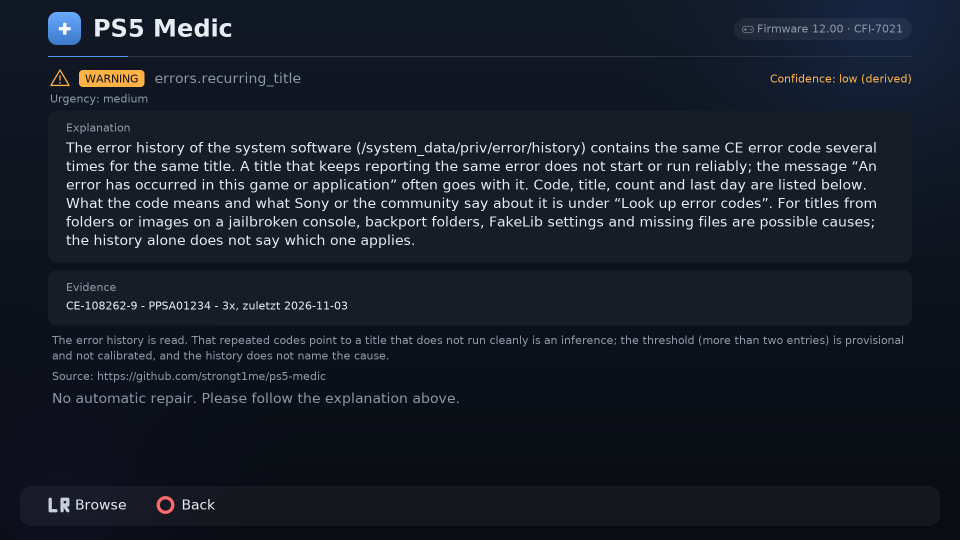 PS5 Medic
Firmware 12.00 · CFI-7021
WARNING errors.recurring_title
Confidence: low (derived)
Urgency: medium
Explanation
The error history of the system software (/system_data/priv/error/history) contains the same CE error code several
times for the same title. A title that keeps reporting the same error does not start or run reliably; the message “An
error has occurred in this game or application” often goes with it. Code, title, count and last day are listed below.
What the code means and what Sony or the community say about it is under “Look up error codes”. For titles from
folders or images on a jailbroken console, backport folders, FakeLib settings and missing files are possible causes;
the history alone does not say which one applies.
Evidence
CE-108262-9 - PPSA01234 - 3x, zuletzt 2026-11-03
The error history is read. That repeated codes point to a title that does not run cleanly is an inference; the threshold (more than two entries) is provisional
and not calibrated, and the history does not name the cause.
Source: https://github.com/strongt1me/ps5-medic
No automatic repair. Please follow the explanation above.
LR Browse
Back